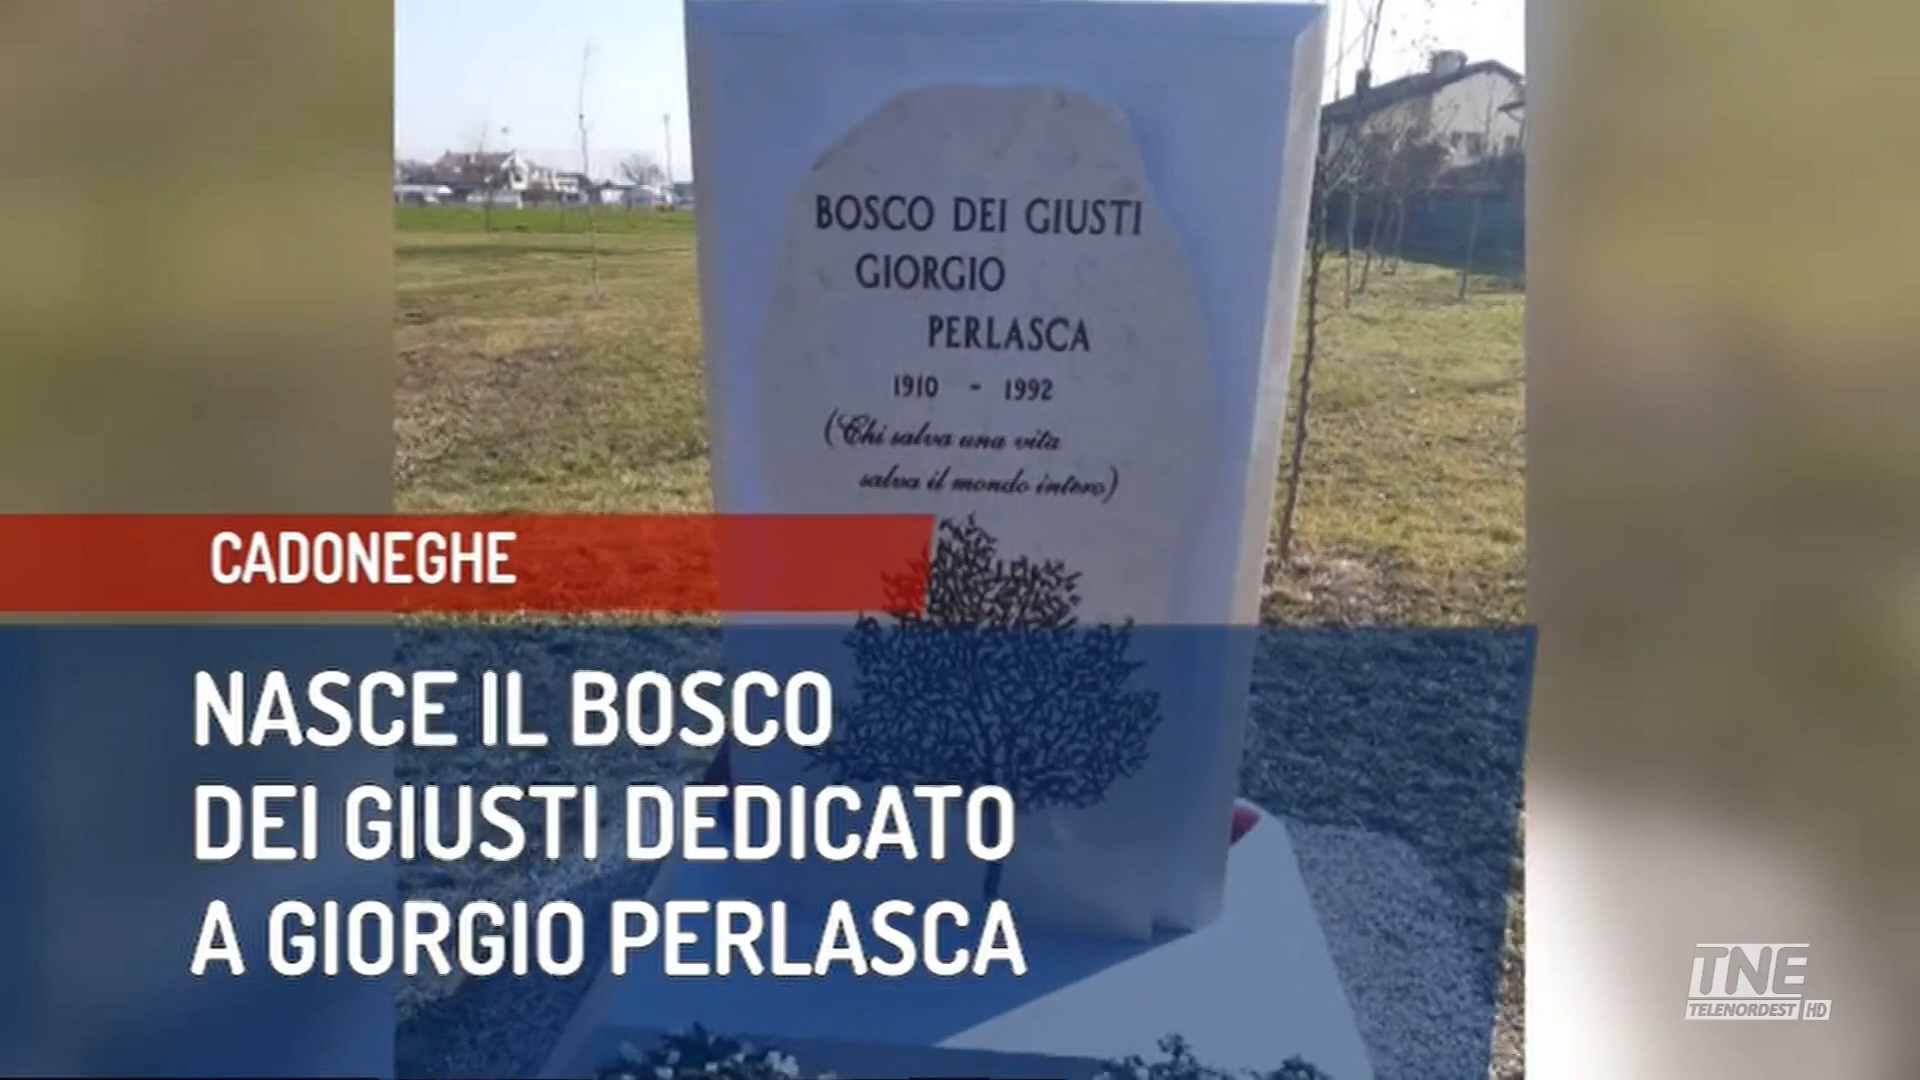 BOSCO DEI GIUSTI
GIORGIO
PERLASCA
1910 - 1992
(Chi salva una vita
salva il mondo intero)
CADONEGHE
NASCE IL BOSCO
DEI GIUSTI DEDICATO
A GIORGIO PERLASCA
TNE
TELENORDEST HD